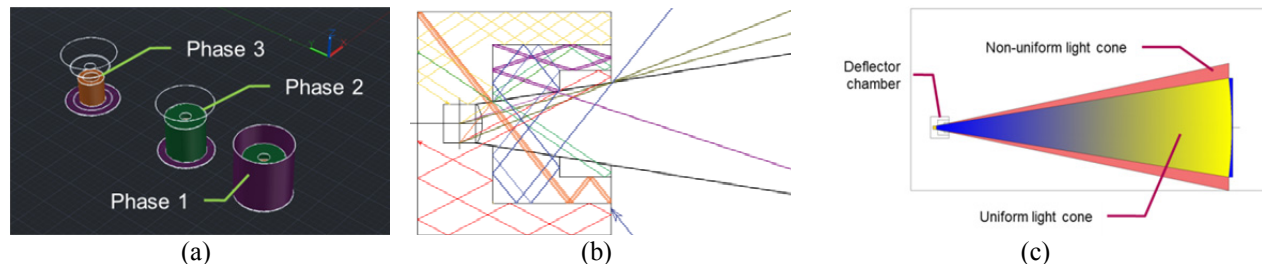 Phase 3
Phase 2
Phase 1
(a)
(b)
Non-uniform light cone
Deflector
chamber
Uniform light cone
(c)